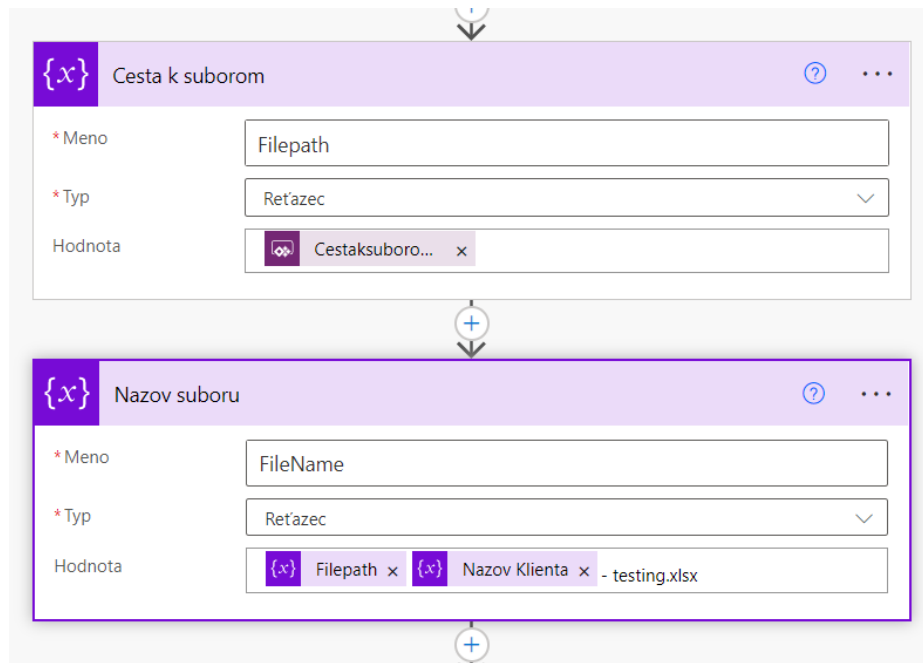 {x} Cesta k suborom ? ...
* Meno Filepath
* Typ Reťazec
Hodnota Cestaksuboro... ×
+
{x} Nazov suboru ? ...
* Meno FileName
* Typ Reťazec
Hodnota {x} Filepath × {x} Nazov Klienta × - testing.xlsx
+